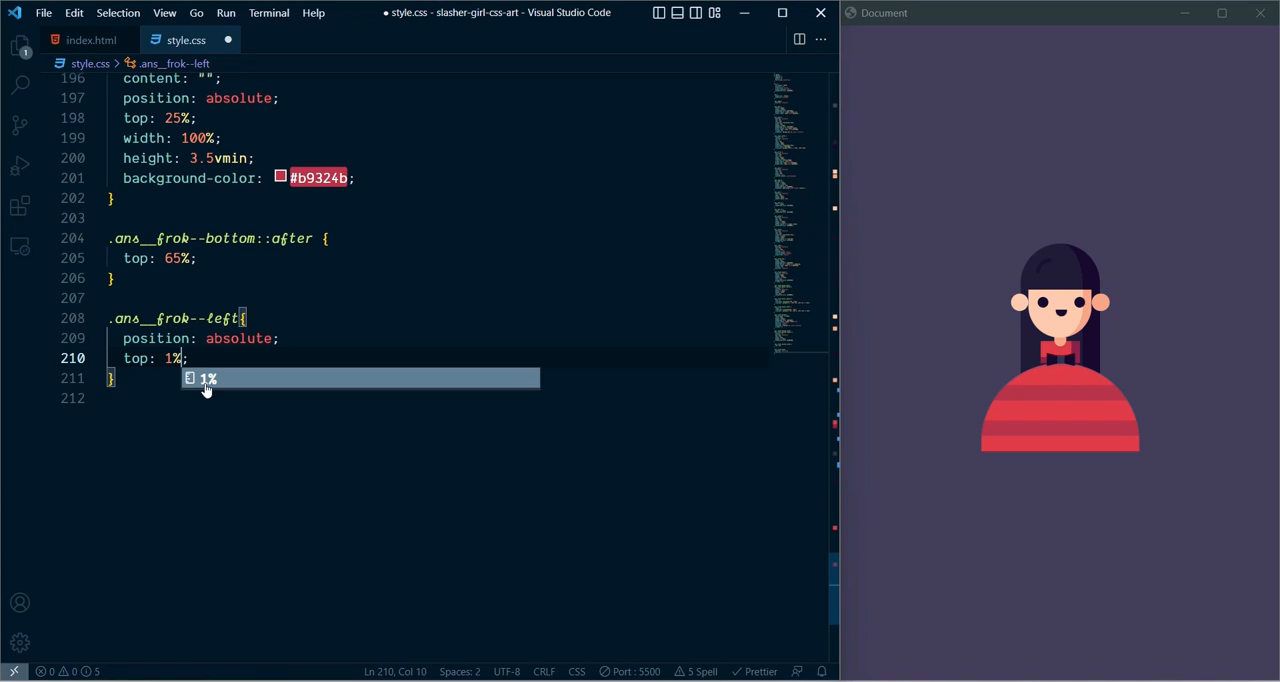 File Edit Selection View Go Run Terminal Help
● style.css - slasher-girl-css-art - Visual Studio Code
Document
index.html
style.css ●
style.css > .ans__frok--left
196 content: "";
197 position: absolute;
198 top: 25%;
199 width: 100%;
200 height: 3.5vmin;
201 background-color: #b9324b;
202 }
203
204 .ans__frok--bottom::after {
205 top: 65%;
206 }
207
208 .ans__frok--left{
209 position: absolute;
210 top: 1%;
211 }
1%
212
1
0 0 5
Ln 210, Col 10 Spaces: 2 UTF-8 CRLF CSS Port : 5500 5 Spell Prettier